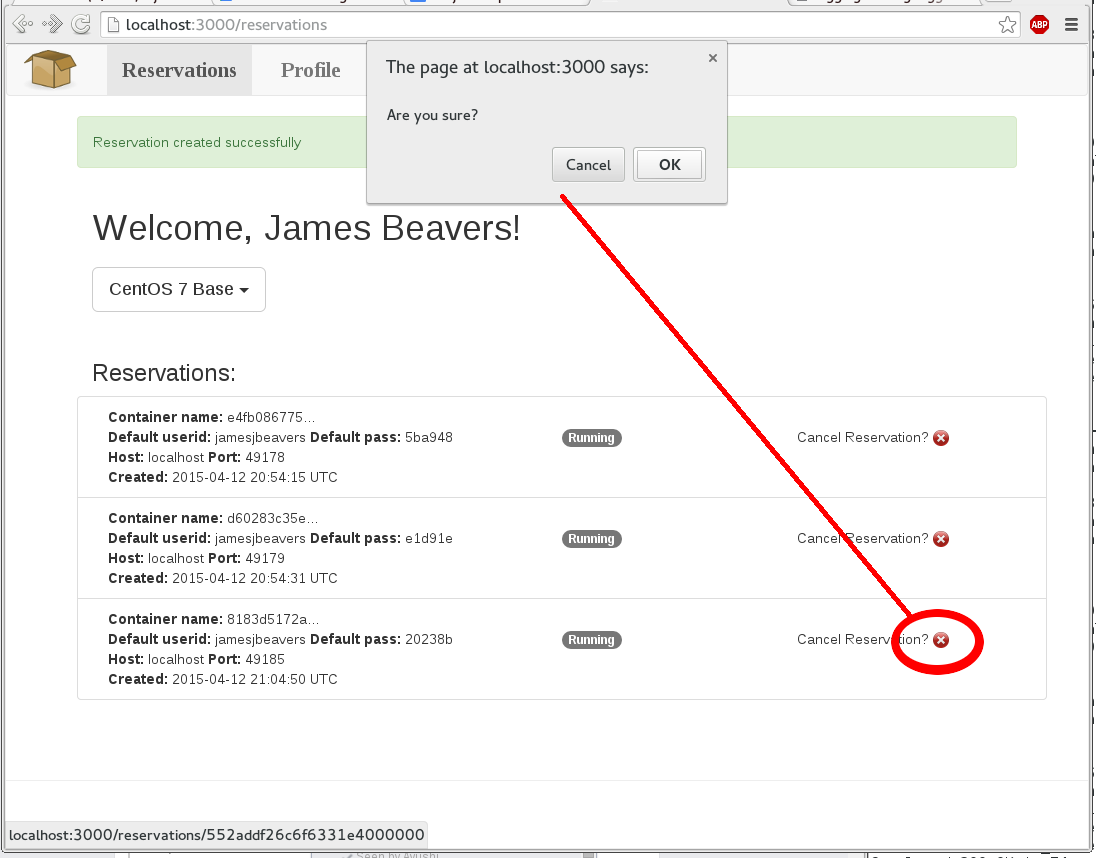 localhost:3000/reservations
ABP
Reservations Profile
The page at localhost:3000 says:
Are you sure?
Cancel OK
Reservation created successfully
Welcome, James Beavers!
CentOS 7 Base
Reservations:
Container name: e4fb086775...
Default userid: jamesjbeavers Default pass: 5ba948
Host: localhost Port: 49178
Created: 2015-04-12 20:54:15 UTC
Running
Cancel Reservation?
Container name: d60283c35e...
Default userid: jamesjbeavers Default pass: e1d91e
Host: localhost Port: 49179
Created: 2015-04-12 20:54:31 UTC
Running
Cancel Reservation?
Container name: 8183d5172a...
Default userid: jamesjbeavers Default pass: 20238b
Host: localhost Port: 49185
Created: 2015-04-12 21:04:50 UTC
Running
Cancel Reservation?
localhost:3000/reservations/552addf26c6f6331e4000000
Seen by Ayushi